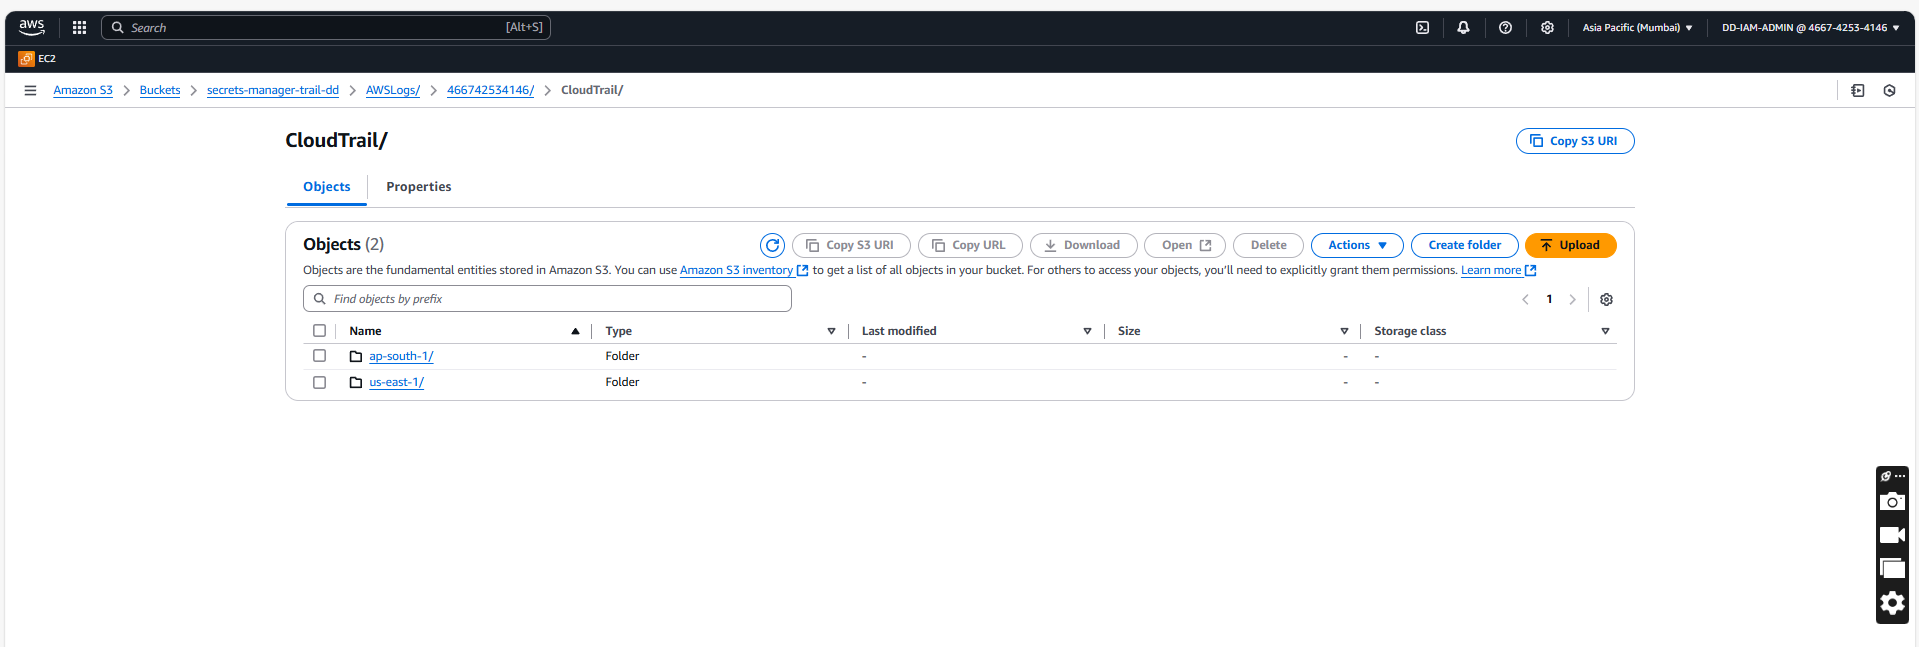 aws Search [Alt+S] Asia Pacific (Mumbai) DD-IAM-ADMIN @ 4667-4253-4146
EC2
Amazon S3 Buckets secrets-manager-trail-dd AWSLogs/ 466742534146/ CloudTrail/
CloudTrail/ Copy S3 URI
Objects Properties
Objects (2) Copy S3 URI Copy URL Download Open Delete Actions Create folder Upload
Objects are the fundamental entities stored in Amazon S3. You can use Amazon S3 inventory to get a list of all objects in your bucket. For others to access your objects, you'll need to explicitly grant them permissions. Learn more
Find objects by prefix 1
Name Type Last modified Size Storage class
ap-south-1/ Folder - - -
us-east-1/ Folder - - -